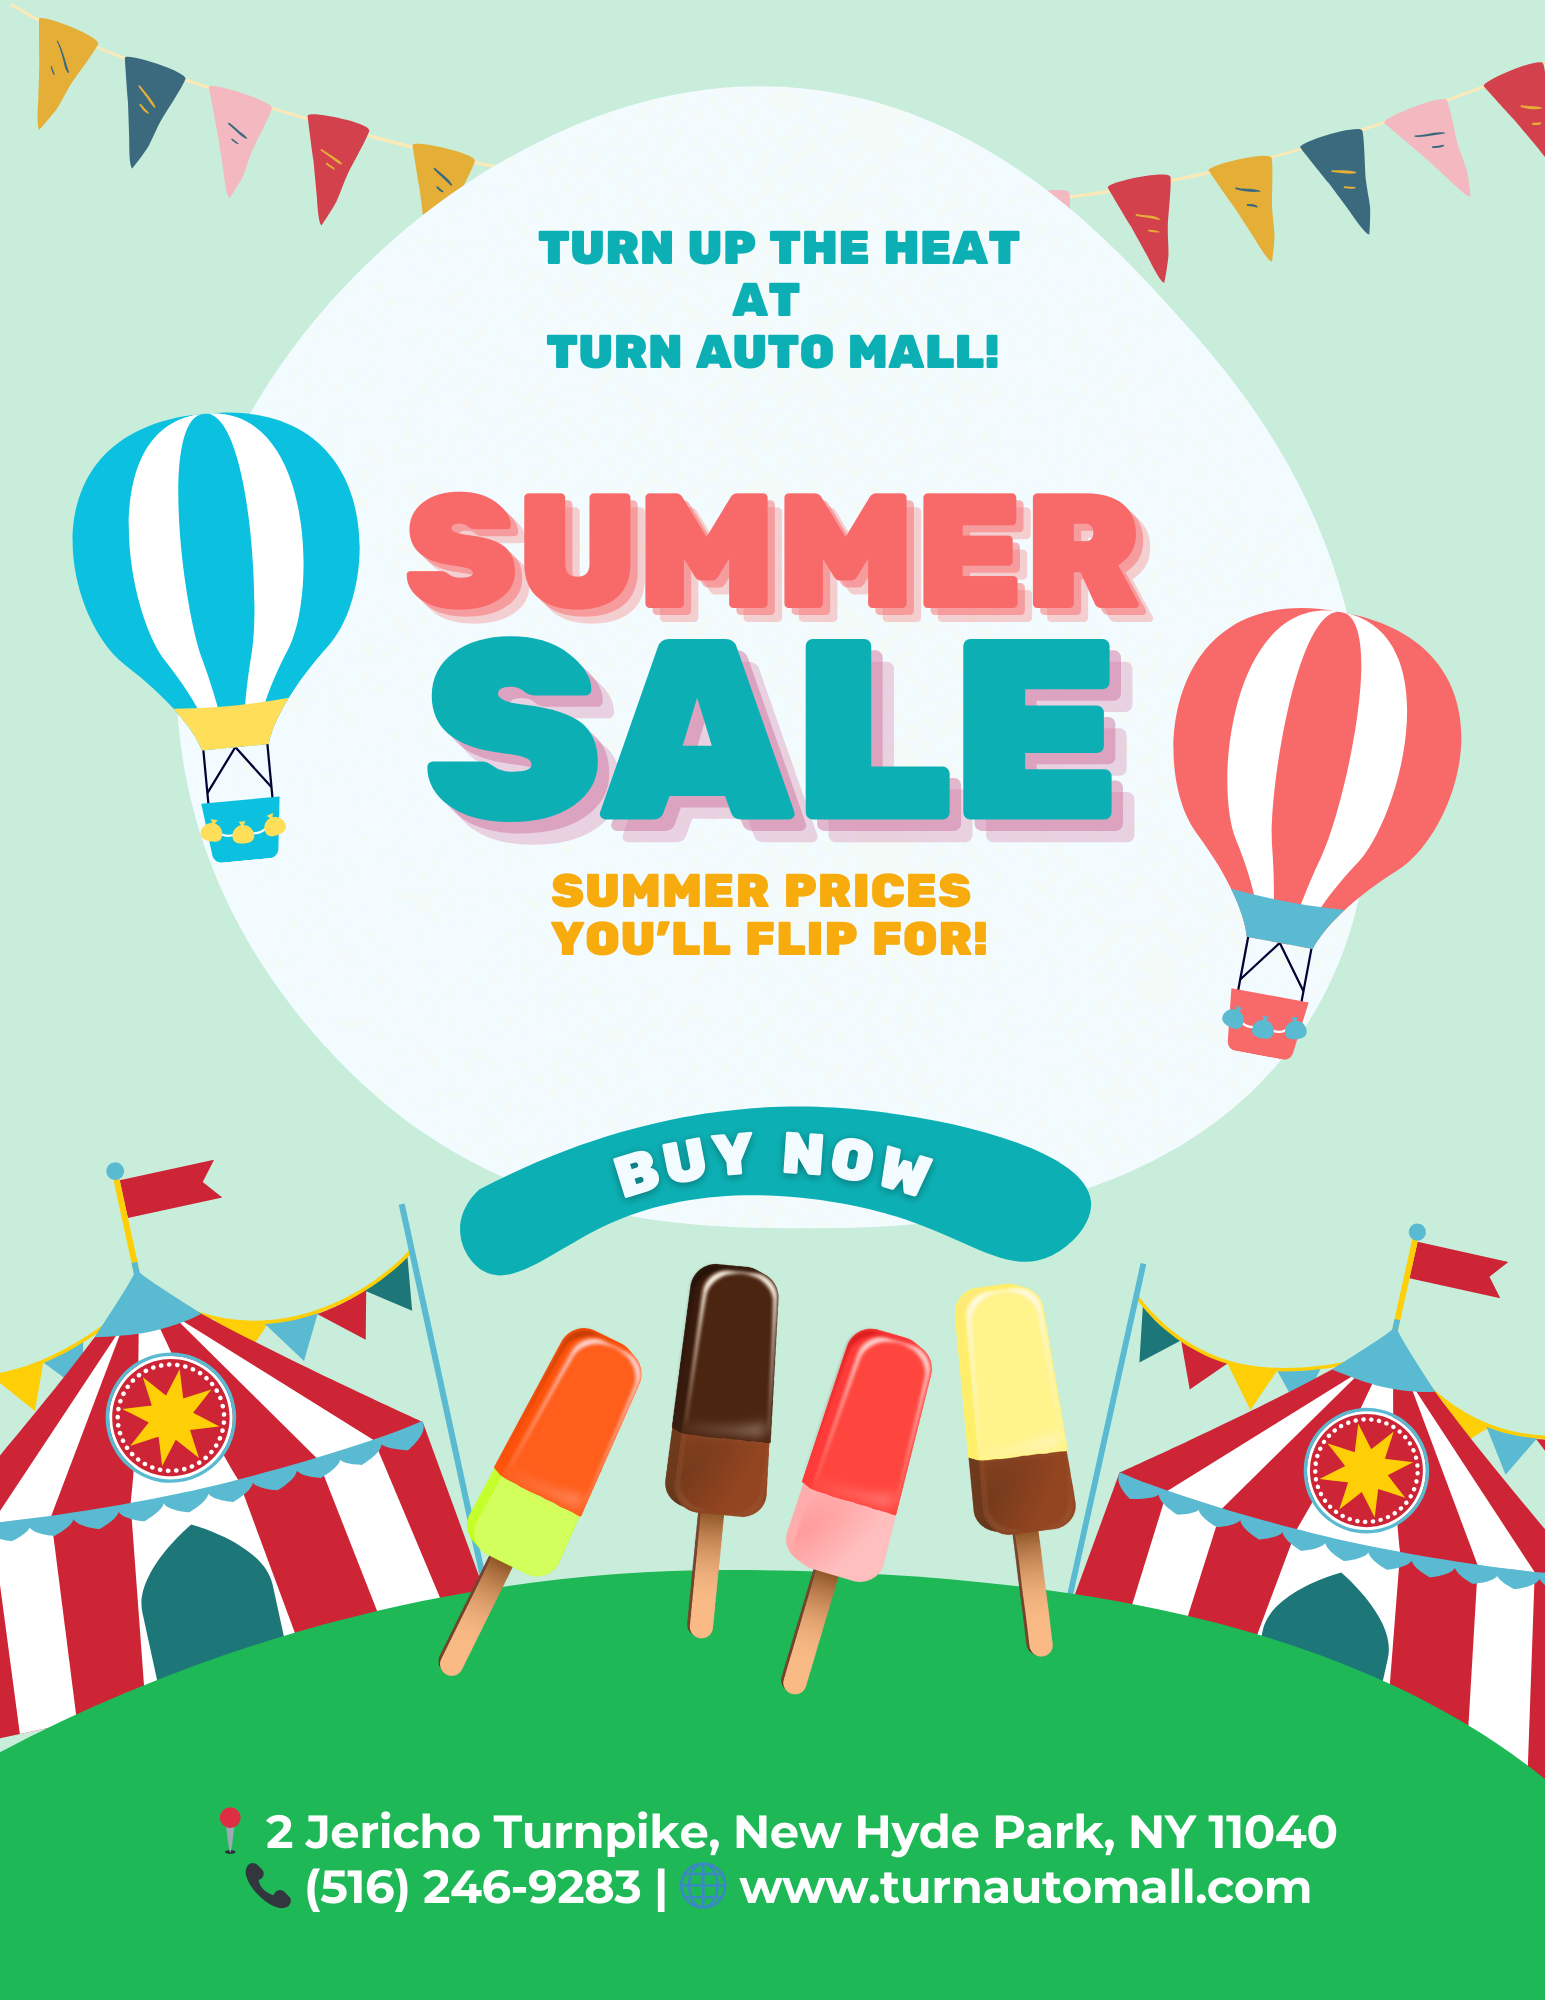 TURN UP THE HEAT
AT
TURN AUTO MALL!
SUMMER
SALE
SUMMER PRICES
YOU'LL FLIP FOR!
BUY NOW
📍 2 Jericho Turnpike, New Hyde Park, NY 11040
📞 (516) 246-9283 | 🌐 www.turnautomall.com